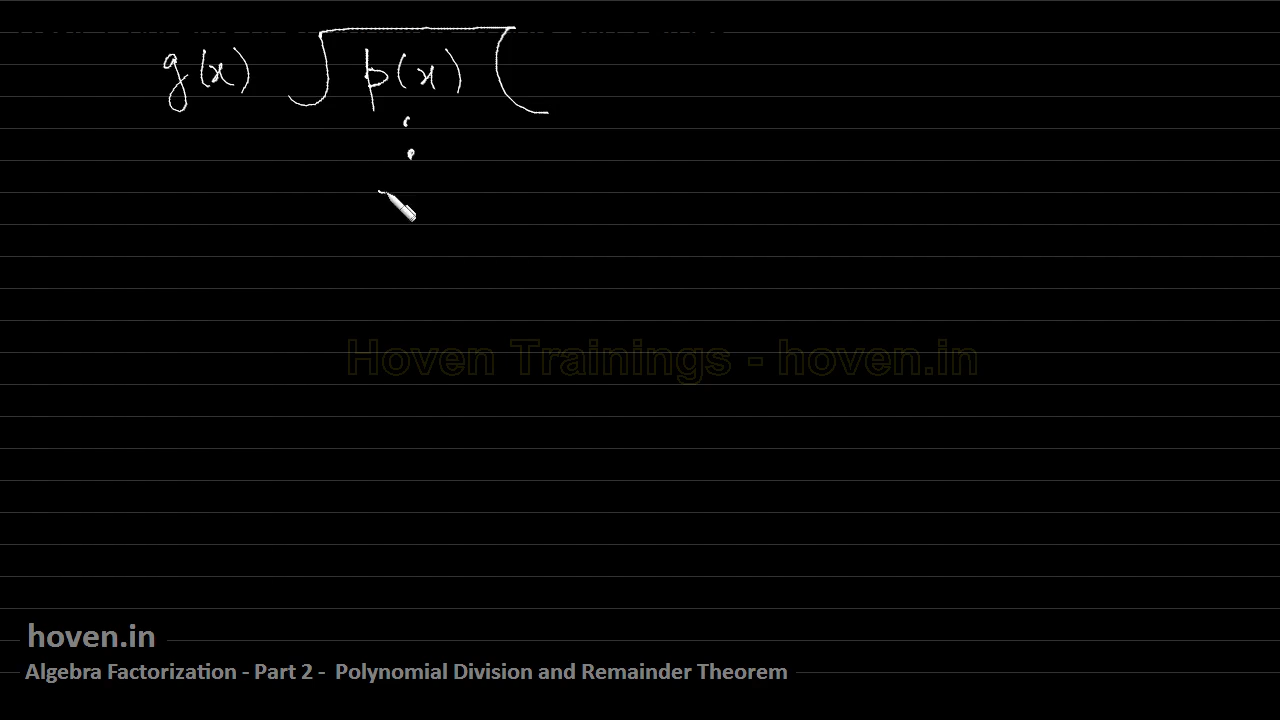 g(x) p(x)
Hoven Trainings - hoven.in
hoven.in
Algebra Factorization - Part 2 - Polynomial Division and Remainder Theorem